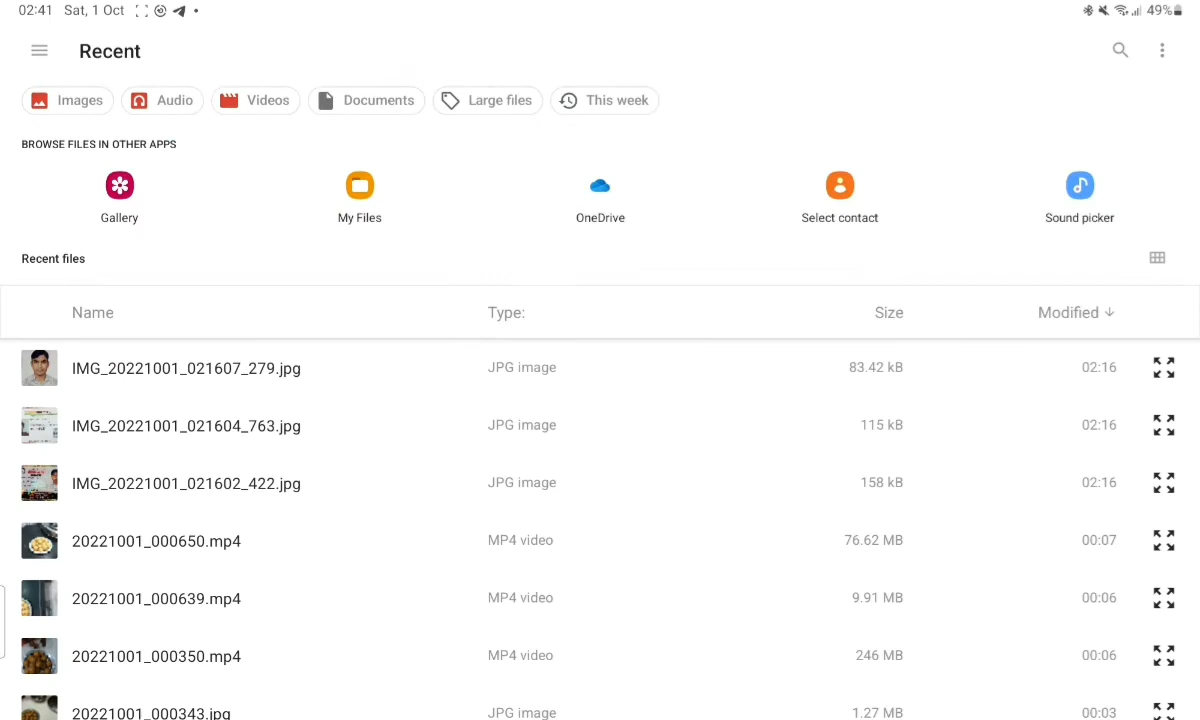 02:41 Sat, 1 Oct 49%
Recent
Images Audio Videos Documents Large files This week
BROWSE FILES IN OTHER APPS
Gallery My Files OneDrive Select contact Sound picker
Recent files
Name Type: Size Modified
IMG_20221001_021607_279.jpg JPG image 83.42 kB 02:16
IMG_20221001_021604_763.jpg JPG image 115 kB 02:16
IMG_20221001_021602_422.jpg JPG image 158 kB 02:16
20221001_000650.mp4 MP4 video 76.62 MB 00:07
20221001_000639.mp4 MP4 video 9.91 MB 00:06
20221001_000350.mp4 MP4 video 246 MB 00:06
20221001_000343.jpg JPG image 1.27 MB 00:03